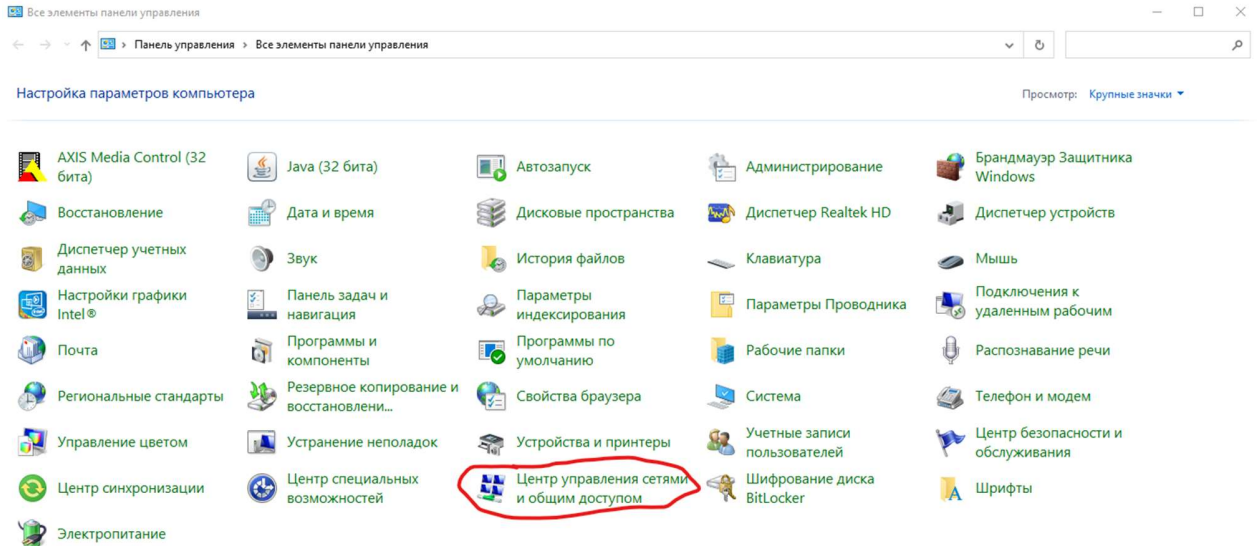 Все элементы панели управления
Панель управления › Все элементы панели управления
Настройка параметров компьютера
Просмотр: Крупные значки
AXIS Media Control (32
бита)
Java (32 бита)
Автозапуск
Администрирование
Брандмауэр Защитника
Windows
Восстановление
Дата и время
Дисковые пространства
Диспетчер Realtek HD
Диспетчер устройств
Диспетчер учетных
данных
Звук
История файлов
Клавиатура
Мышь
Настройки графики
Intel®
Панель задач и
навигация
Параметры
индексирования
Параметры Проводника
Подключения к
удаленным рабочим
Почта
Программы и
компоненты
Программы по
умолчанию
Рабочие папки
Распознавание речи
Региональные стандарты
Резервное копирование и
восстановлени...
Свойства браузера
Система
Телефон и модем
Управление цветом
Устранение неполадок
Устройства и принтеры
Учетные записи
пользователей
Центр безопасности и
обслуживания
Центр синхронизации
Центр специальных
возможностей
Центр управления сетями
и общим доступом
Шифрование диска
BitLocker
Шрифты
Электропитание